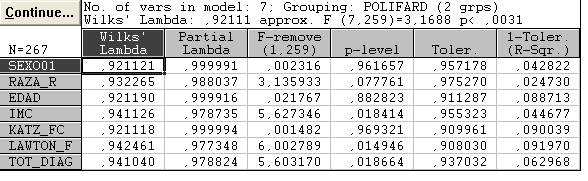 Continue...
No. of vars in model: 7; Grouping: POLIFARD (2 grps)
Wilks' Lambda: ,92111 approx. F (7,259)=3,1688 p< ,0031
N=267 Wilks' Lambda Partial Lambda F-remove (1,259) p-level Toler. 1-Toler. (R-Sqr.)
SEXO01 ,921121 ,999991 ,002316 ,961657 ,957178 ,042822
RAZA_R ,932265 ,988037 3,135933 ,077761 ,975270 ,024730
EDAD ,921190 ,999916 ,021767 ,882823 ,911287 ,088713
IMC ,941126 ,978735 5,627346 ,018414 ,955323 ,044677
KATZ_FC ,921118 ,999994 ,001482 ,969321 ,909961 ,090039
LAWTON_F ,942461 ,977348 6,002789 ,014946 ,908030 ,091970
TOT_DIAG ,941040 ,978824 5,603170 ,018664 ,937032 ,062968